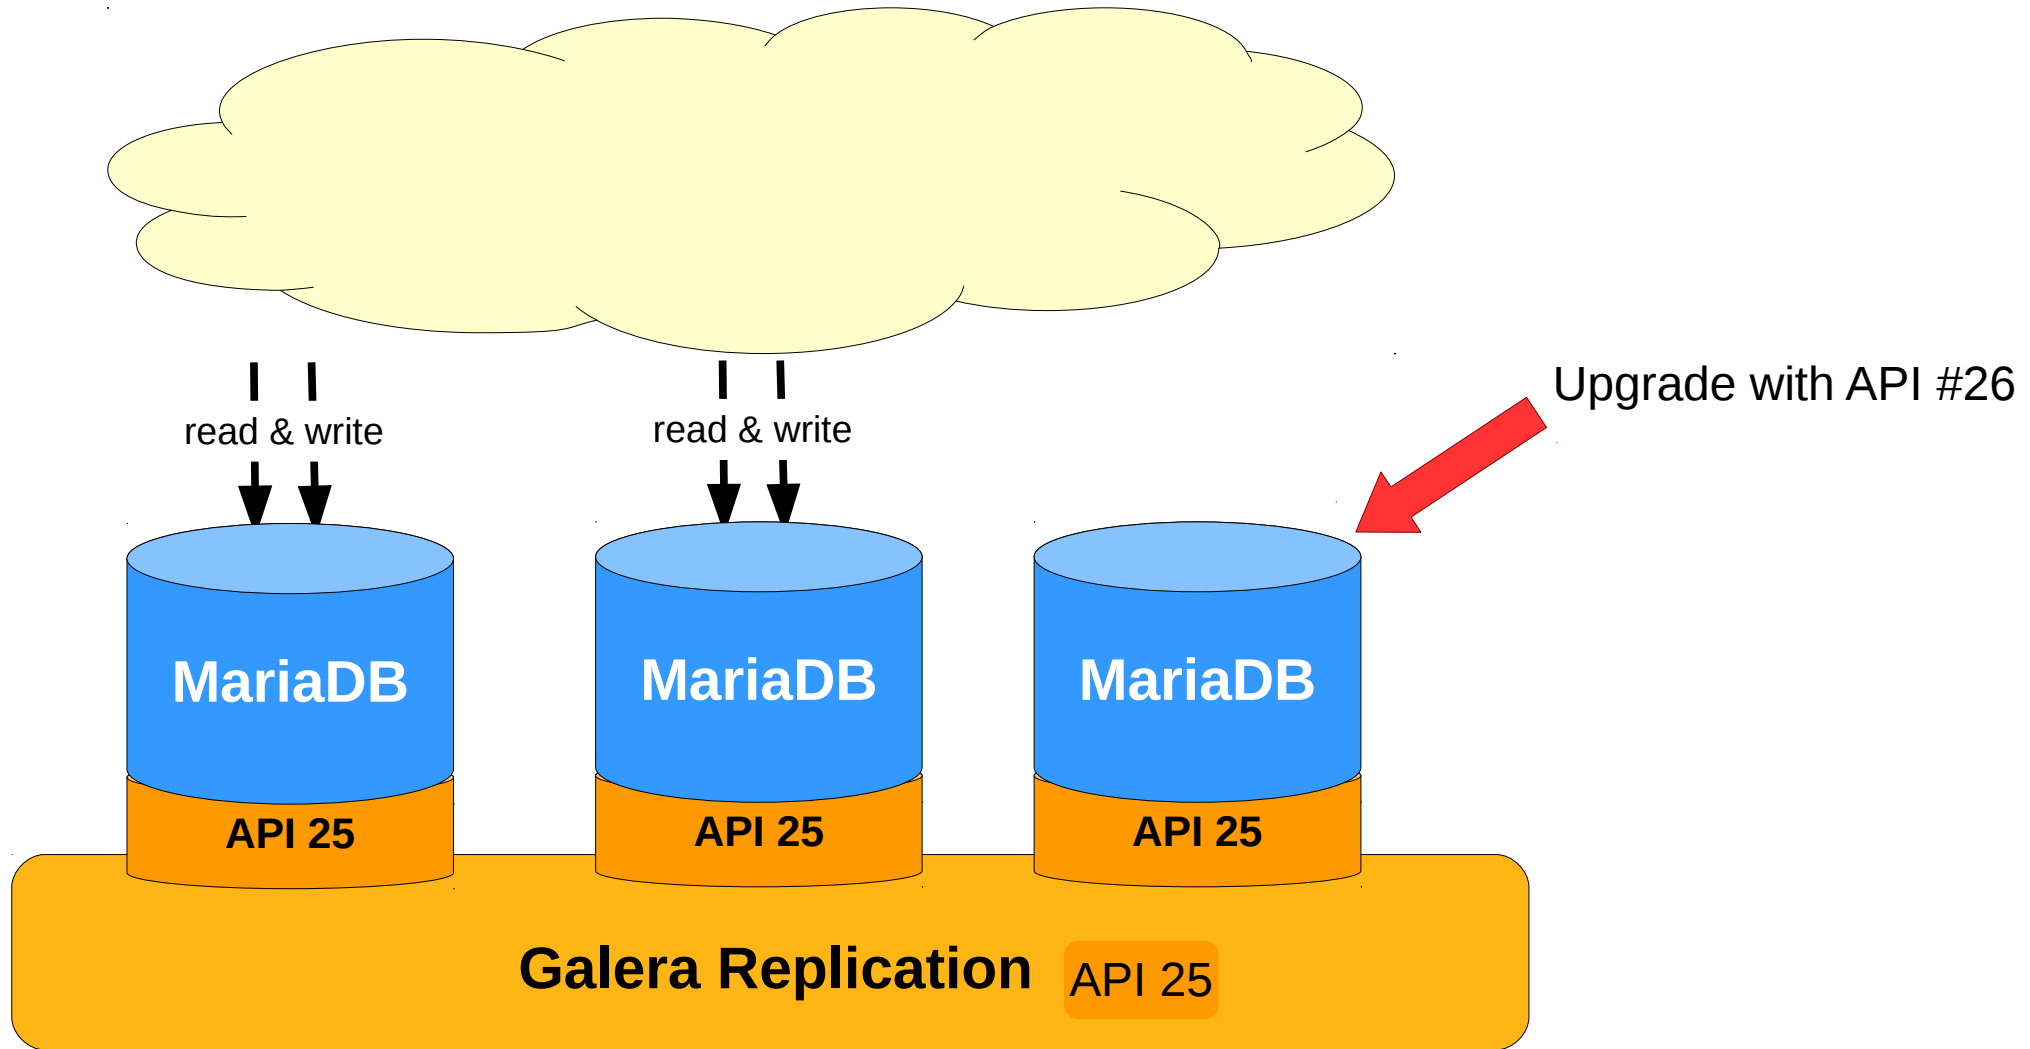 Upgrade with API #26
read & write
read & write
MariaDB
MariaDB
MariaDB
API 25
API 25
API 25
Galera Replication
API 25